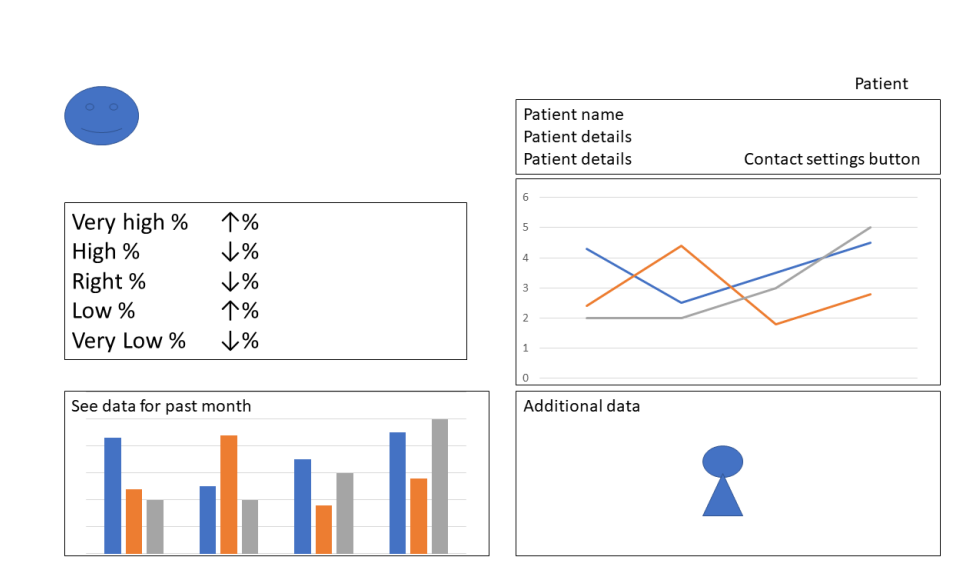 Patient
Patient name
Patient details
Patient details Contact settings button
Very high % ↑%
High % ↓%
Right % ↓%
Low % ↑%
Very Low % ↓%
6
5
4
3
2
1
0
See data for past month
Additional data